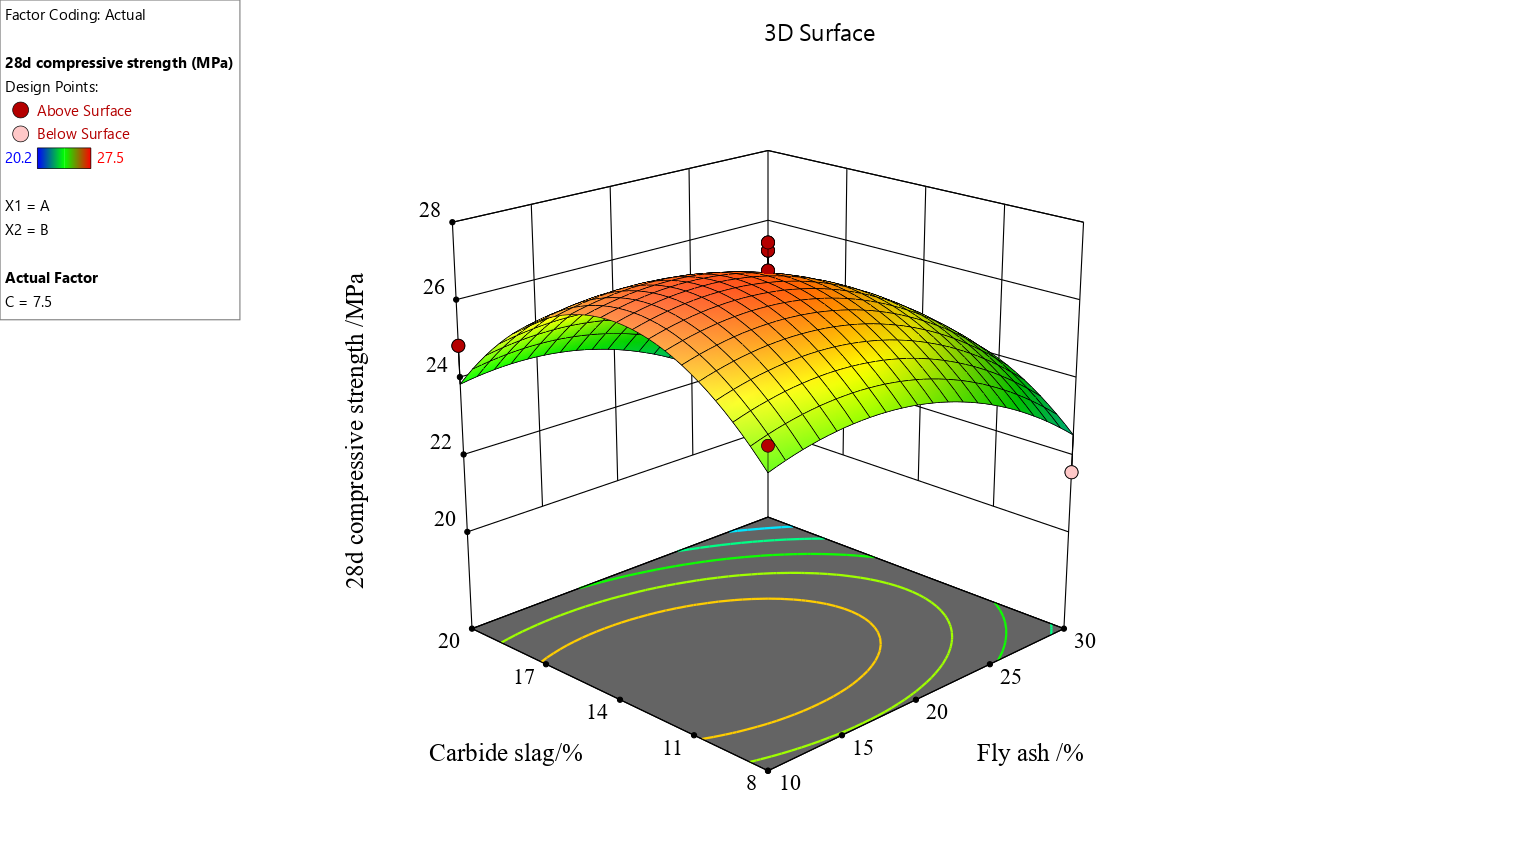 Factor Coding: Actual
28d compressive strength (MPa)
Design Points:
Above Surface
Below Surface
20.2 27.5
X1 = A
X2 = B
Actual Factor
C = 7.5
3D Surface
28
26
24
22
20
28d compressive strength /MPa
20
17
14
11
8
Carbide slag/%
10
15
20
25
30
Fly ash /%